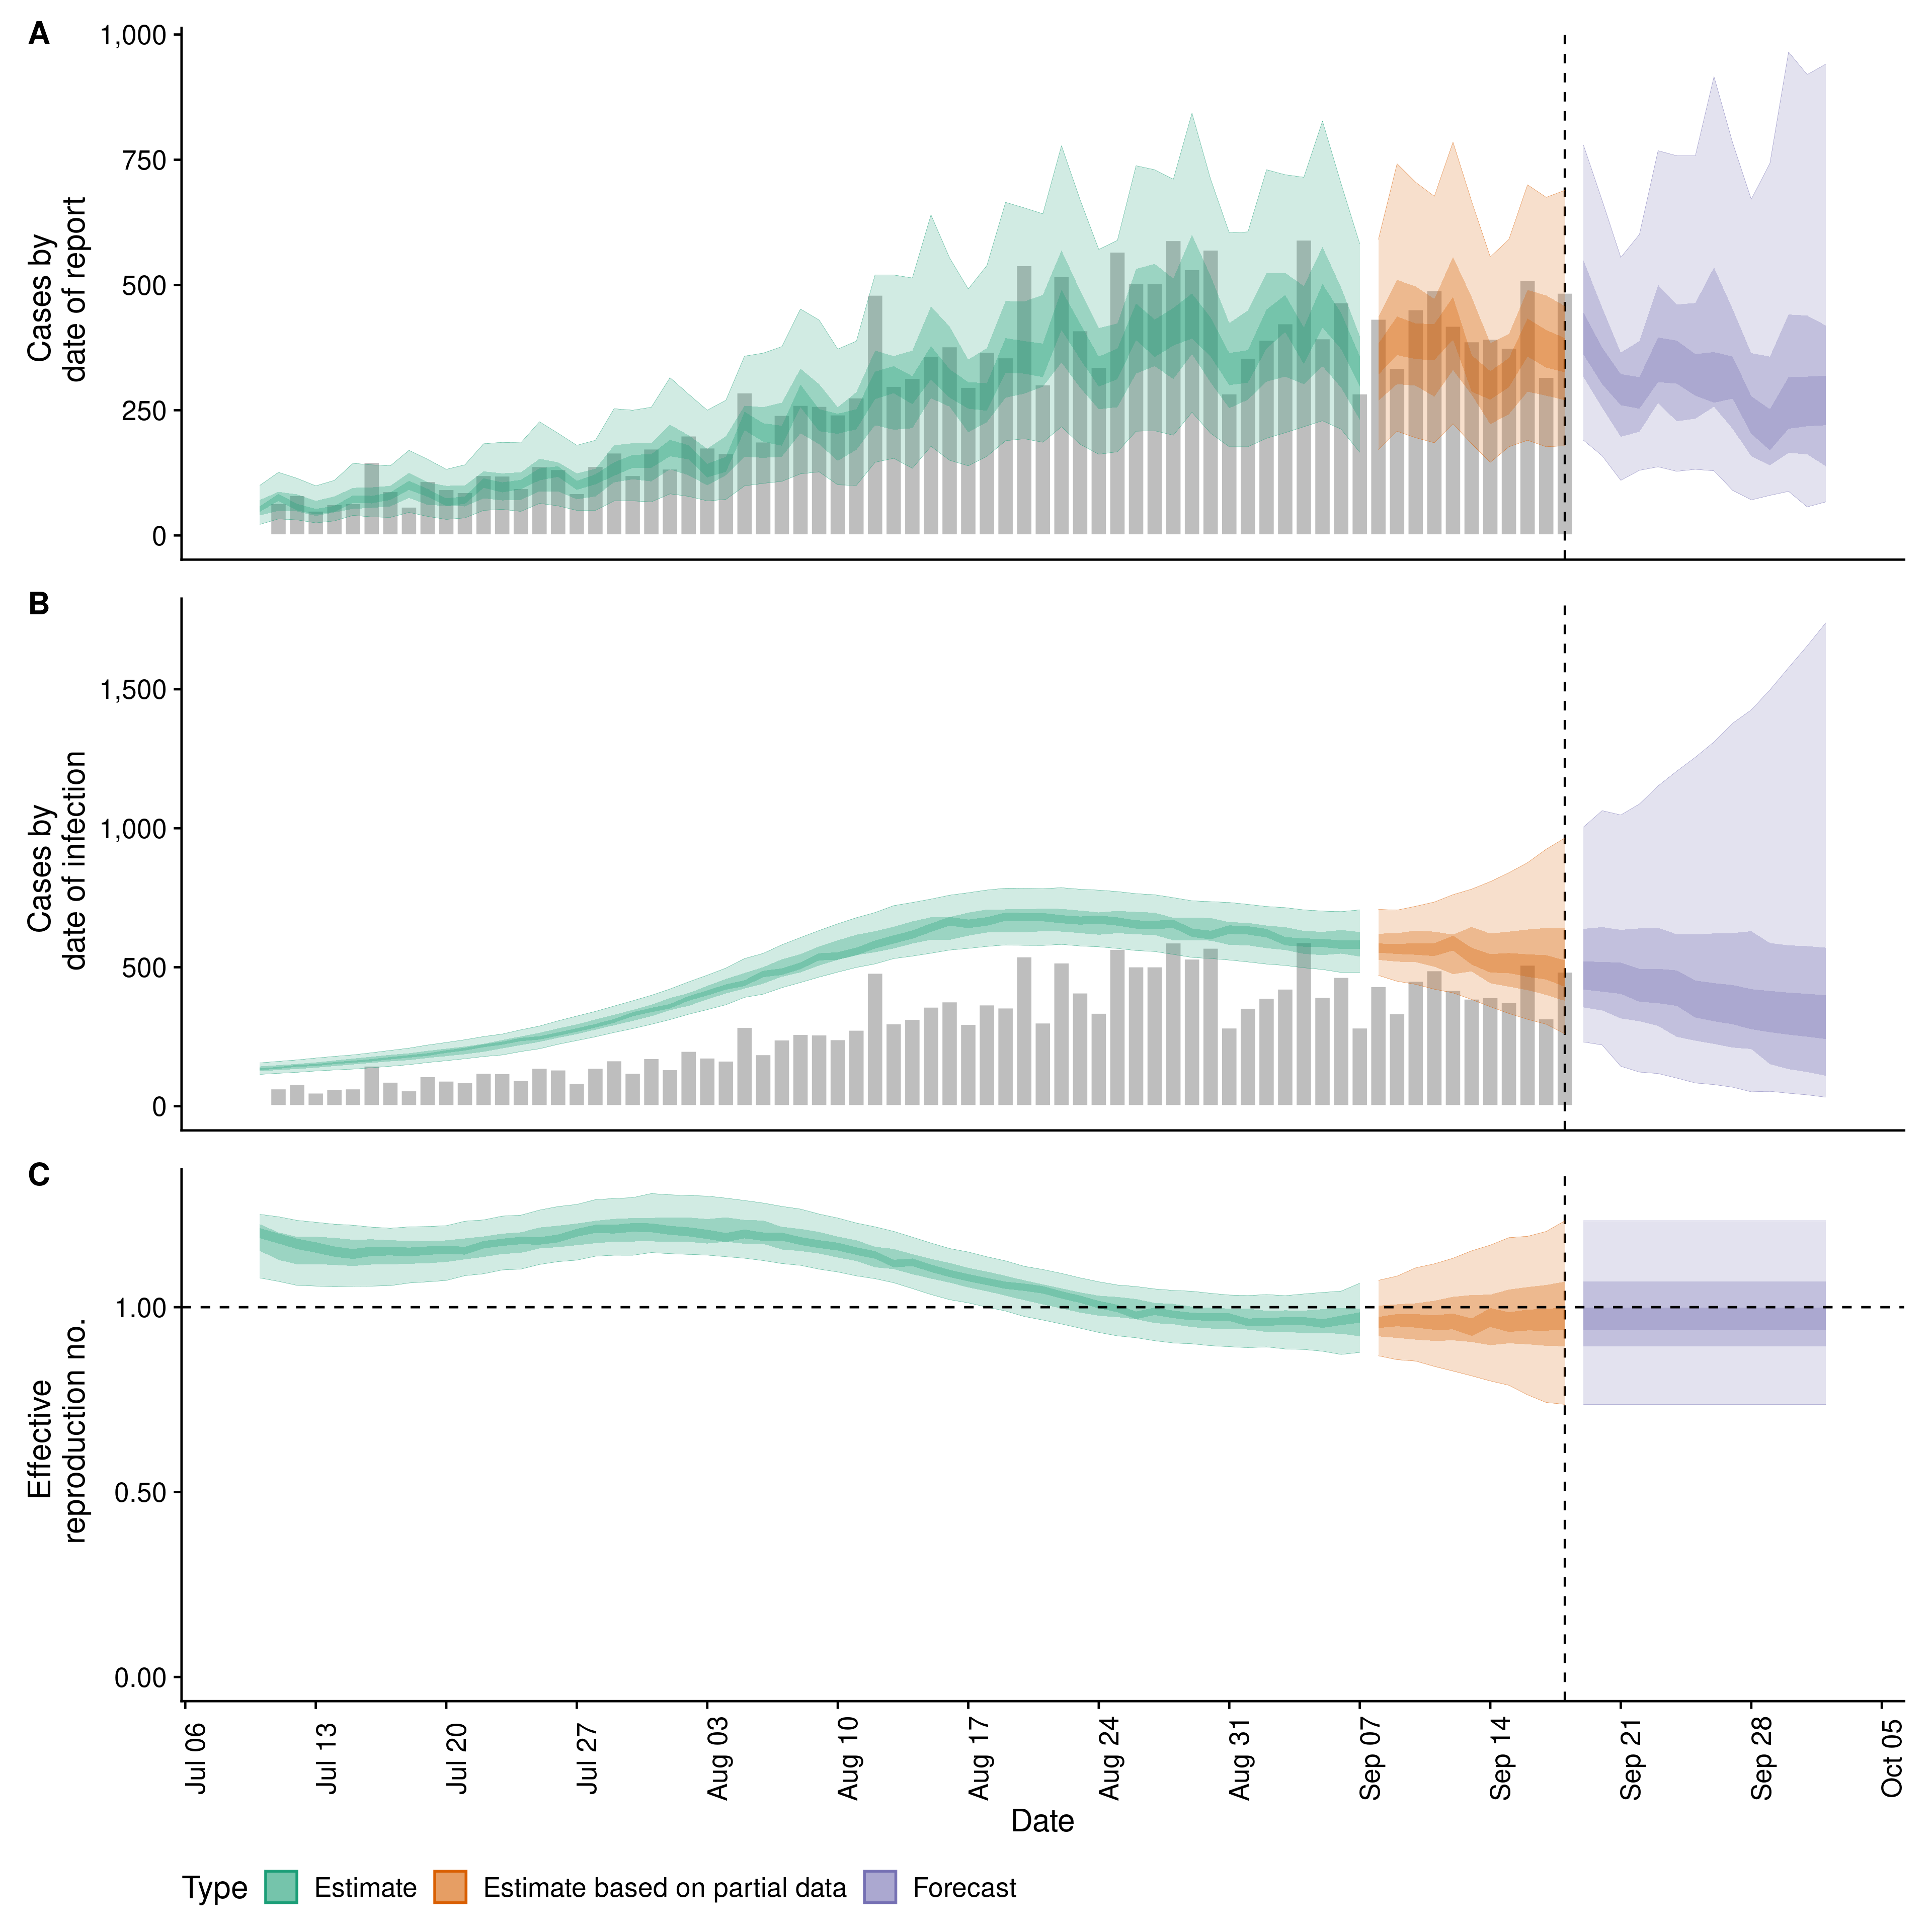 A
1,000
750
500
250
0
Cases by
date of report
B
1,500
1,000
500
0
Cases by
date of infection
C
1.00
0.50
0.00
Effective
reproduction no.
Jul 06
Jul 13
Jul 20
Jul 27
Aug 03
Aug 10
Aug 17
Aug 24
Aug 31
Sep 07
Sep 14
Sep 21
Sep 28
Oct 05
Date
Type Estimate Estimate based on partial data Forecast